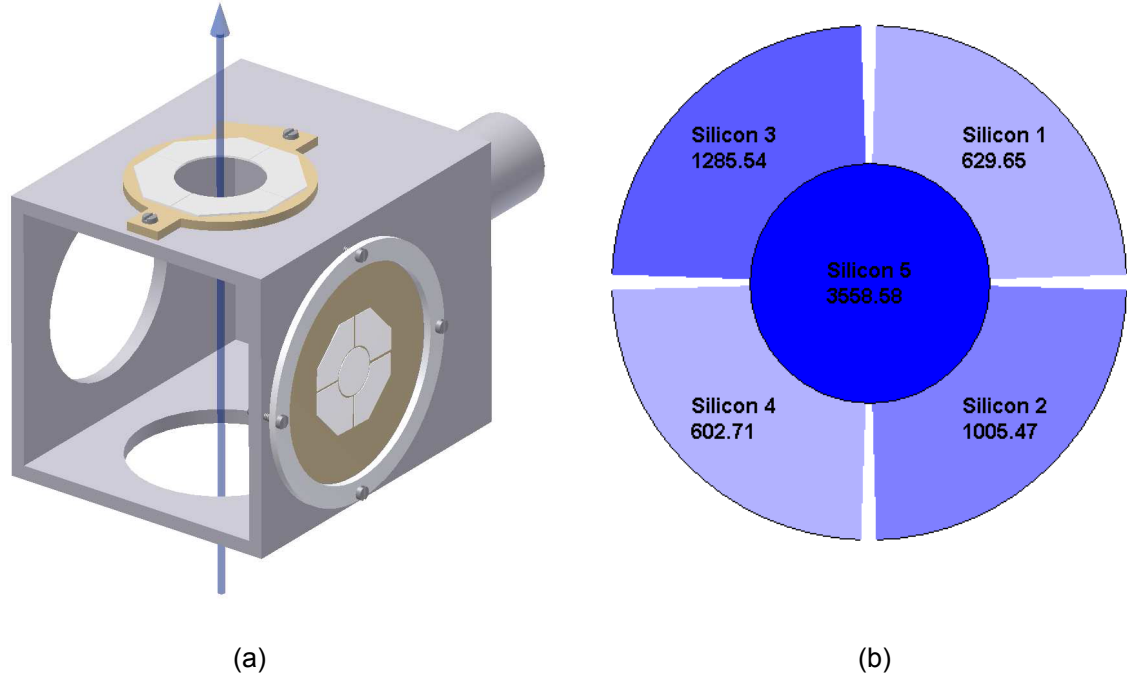 Silicon 3
1285.54
Silicon 1
629.65
Silicon 5
3558.58
Silicon 4
602.71
Silicon 2
1005.47
(a)
(b)